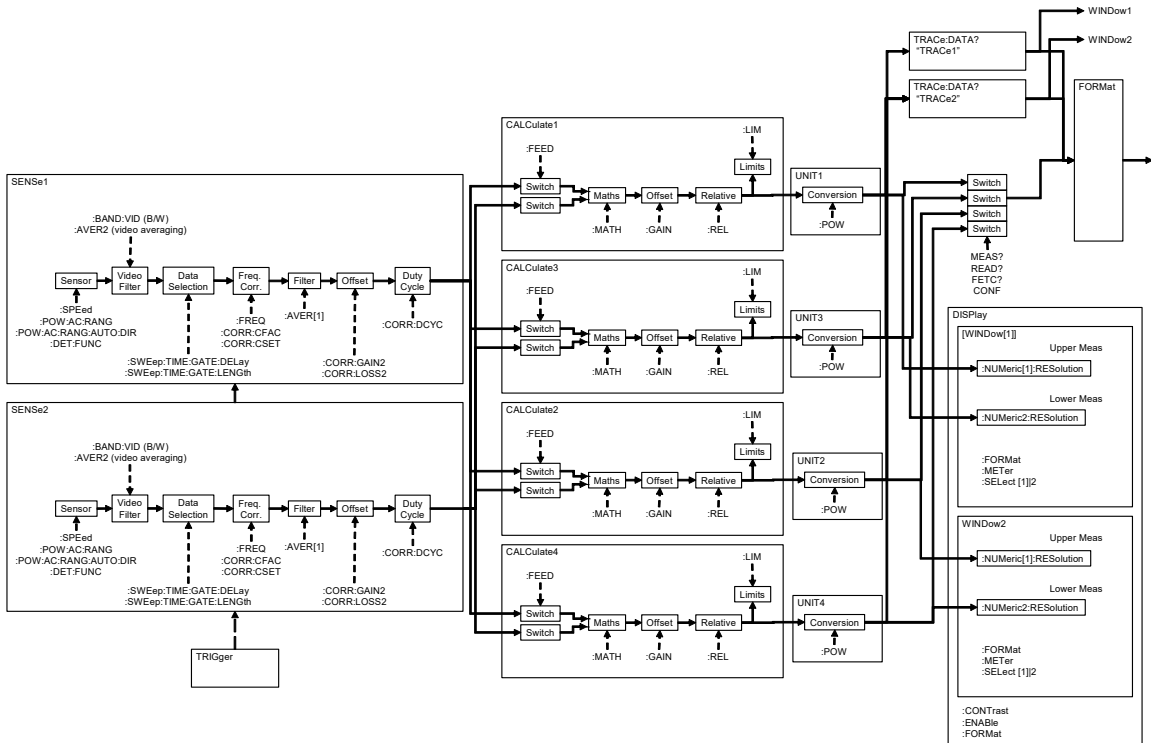 WINDow1
WINDow2
TRACe:DATA?
“TRACe1”
TRACe:DATA?
“TRACe2”
FORMat
SENSe1
:BAND:VID (B/W)
:AVER2 (video averaging)
Sensor
Video
Filter
Data
Selection
Freq.
Corr.
Filter
Offset
Duty
Cycle
:SPEed
:POW:AC:RANG
:POW:AC:RANG:AUTO:DIR
:DET:FUNC
:SWEep:TIME:GATE:DELay
:SWEep:TIME:GATE:LENGth
:FREQ
:CORR:CFAC
:CORR:CSET
:AVER[1]
:CORR:GAIN2
:CORR:LOSS2
:CORR:DCYC
SENSe2
:BAND:VID (B/W)
:AVER2 (video averaging)
Sensor
Video
Filter
Data
Selection
Freq.
Corr.
Filter
Offset
Duty
Cycle
:SPEed
:POW:AC:RANG
:POW:AC:RANG:AUTO:DIR
:DET:FUNC
:SWEep:TIME:GATE:DELay
:SWEep:TIME:GATE:LENGth
:FREQ
:CORR:CFAC
:CORR:CSET
:AVER[1]
:CORR:GAIN2
:CORR:LOSS2
:CORR:DCYC
TRIGger
CALCulate1
:FEED
Switch
Switch
Maths
Offset
Relative
:LIM
Limits
:MATH
:GAIN
:REL
UNIT1
Conversion
:POW
CALCulate3
:FEED
Switch
Switch
Maths
Offset
Relative
:LIM
Limits
:MATH
:GAIN
:REL
UNIT3
Conversion
:POW
CALCulate2
:FEED
Switch
Switch
Maths
Offset
Relative
:LIM
Limits
:MATH
:GAIN
:REL
UNIT2
Conversion
:POW
CALCulate4
:FEED
Switch
Switch
Maths
Offset
Relative
:LIM
Limits
:MATH
:GAIN
:REL
UNIT4
Conversion
:POW
Switch
Switch
Switch
Switch
MEAS?
READ?
FETC?
CONF
DISPlay
[WINDow[1]]
Upper Meas
:NUMeric[1]:RESolution
Lower Meas
:NUMeric2:RESolution
:FORMat
:METer
:SELect [1]|2
WINDow2
Upper Meas
:NUMeric[1]:RESolution
Lower Meas
:NUMeric2:RESolution
:FORMat
:METer
:SELect [1]|2
:CONTrast
:ENABle
:FORMat